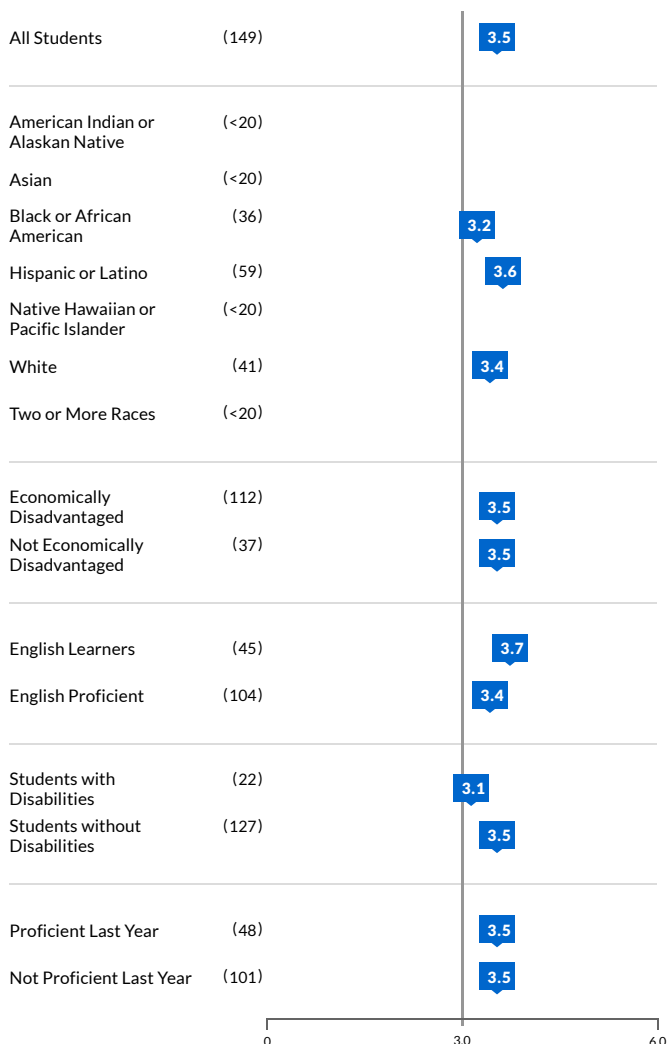 All Students (149) 3.5
American Indian or (<20)
Alaskan Native
Asian (<20)
Black or African (36) 3.2
American
Hispanic or Latino (59) 3.6
Native Hawaiian or (<20)
Pacific Islander
White (41) 3.4
Two or More Races (<20)
Economically (112) 3.5
Disadvantaged
Not Economically (37) 3.5
Disadvantaged
English Learners (45) 3.7
English Proficient (104) 3.4
Students with (22) 3.1
Disabilities
Students without (127) 3.5
Disabilities
Proficient Last Year (48) 3.5
Not Proficient Last Year (101) 3.5
0 3.0 6.0